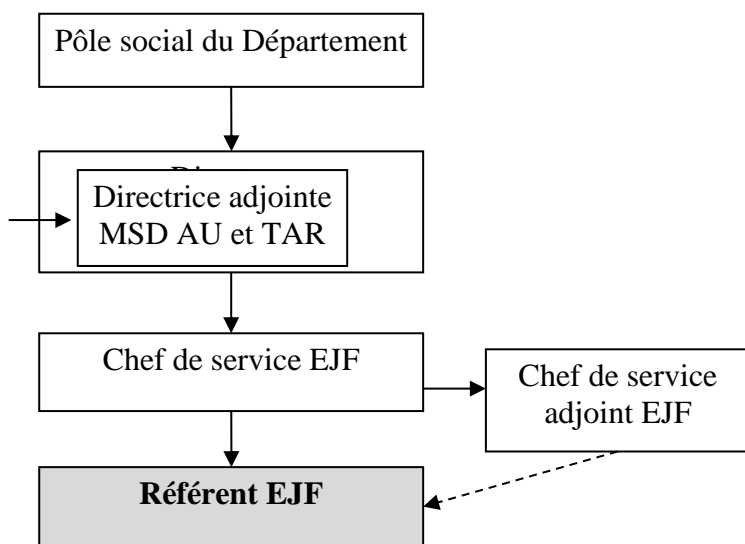 Pôle social du Département
Directrice adjointe
MSD AU et TAR
Chef de service EJF
Chef de service
adjoint EJF
Référent EJF